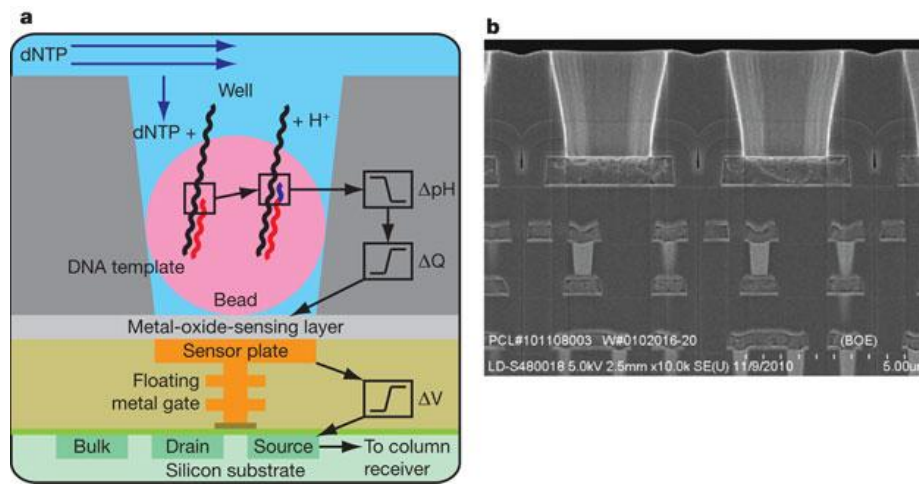 a
dNTP
Well
dNTP +
+ H⁺
ΔpH
ΔQ
DNA template
Bead
Metal-oxide-sensing layer
Sensor plate
Floating
metal gate
ΔV
Bulk
Drain
Source
To column
receiver
Silicon substrate
b
PCL#101108003 W#0102016-20 (BOE)
LD-S480018 5.0kV 2.5mm x10.0k SE(U) 11/9/2010 5.00u